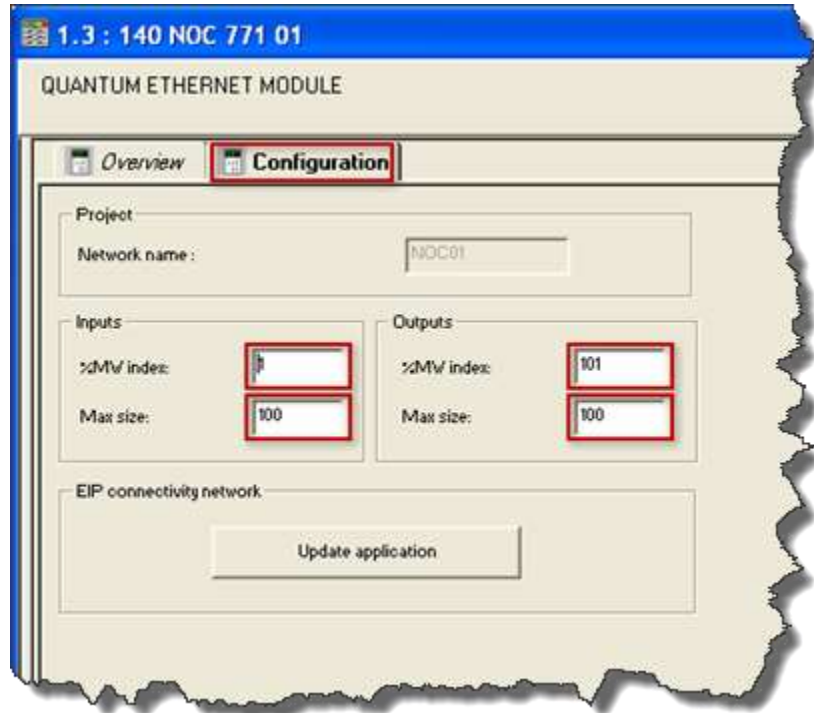 1.3 : 140 NOC 771 01
QUANTUM ETHERNET MODULE
Overview Configuration
Project
Network name : NOC01
Inputs
%MW index: 1
Max size: 100
Outputs
%MW index: 101
Max size: 100
EIP connectivity network
Update application